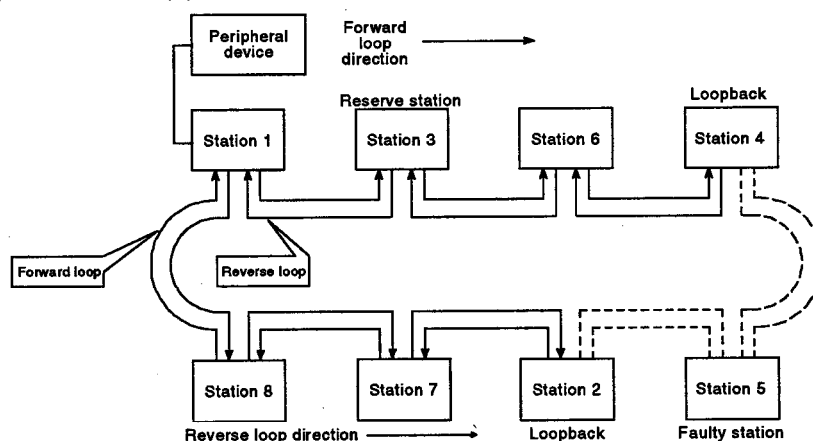 Peripheral
device
Forward
loop
direction
Reserve station
Loopback
Station 1
Station 3
Station 6
Station 4
Forward loop
Reverse loop
Station 8
Station 7
Station 2
Station 5
Reverse loop direction
Loopback
Faulty station